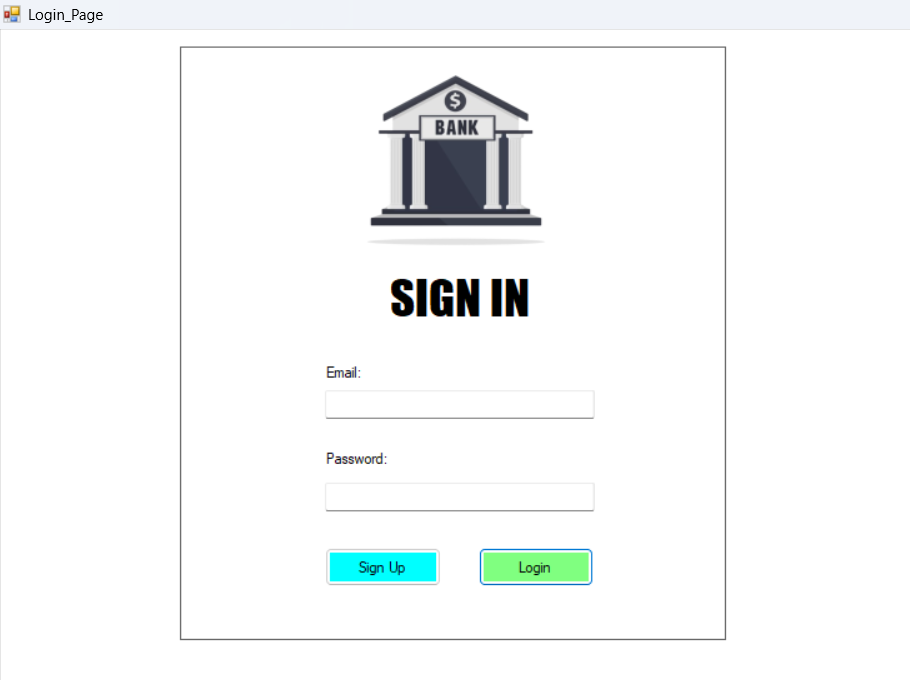 Login_Page
$
BANK
SIGN IN
Email:
Password:
Sign Up Login